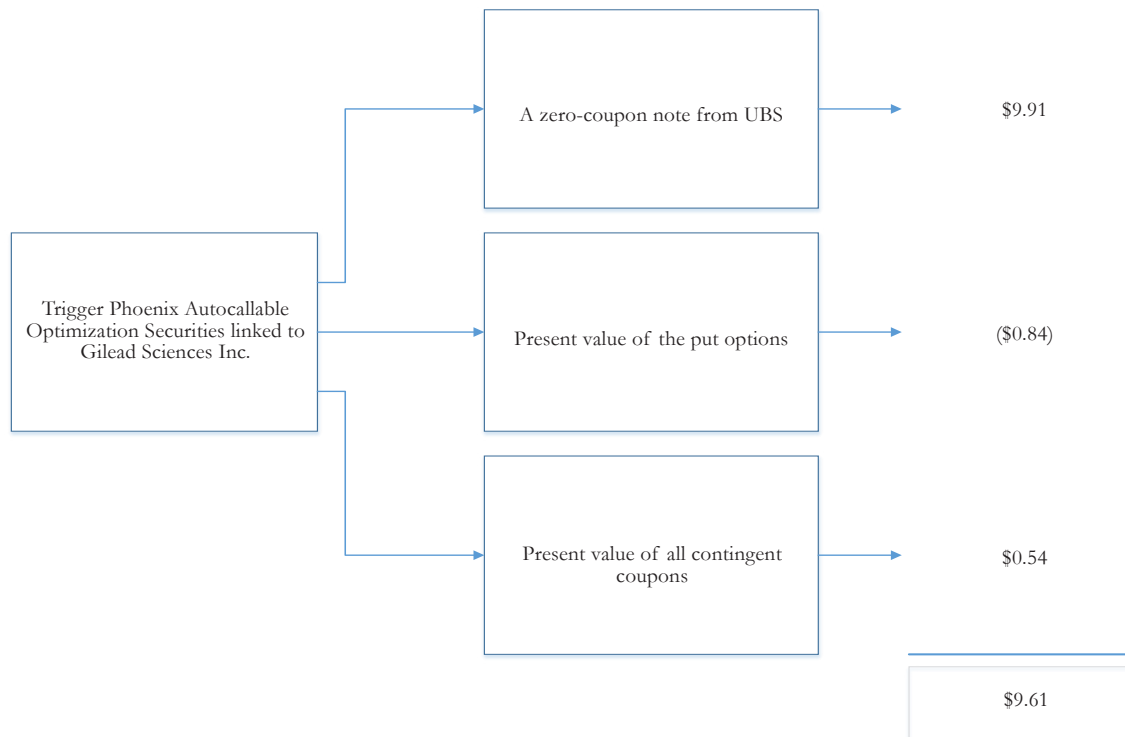 A zero-coupon note from UBS
$9.91
Trigger Phoenix Autocallable
Optimization Securities linked to
Gilead Sciences Inc.
Present value of the put options
($0.84)
Present value of all contingent
coupons
$0.54
$9.61